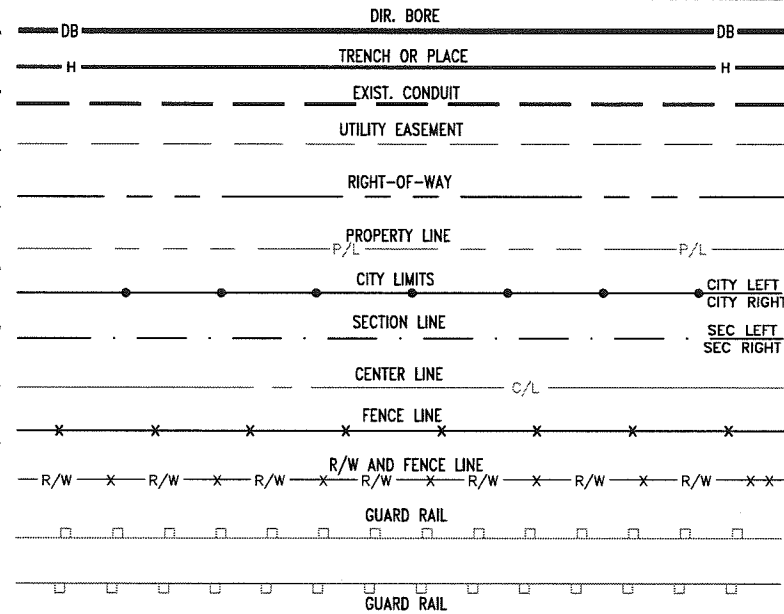 DIR. BORE
DB DB
TRENCH OR PLACE
H H
EXIST. CONDUIT
UTILITY EASEMENT
RIGHT-OF-WAY
PROPERTY LINE
P/L P/L
CITY LIMITS
CITY LEFT
CITY RIGHT
SECTION LINE
SEC LEFT
SEC RIGHT
CENTER LINE
C/L
FENCE LINE
X X X X X X X X
R/W AND FENCE LINE
R/W X R/W X R/W X R/W X R/W X R/W X R/W X X
GUARD RAIL
GUARD RAIL